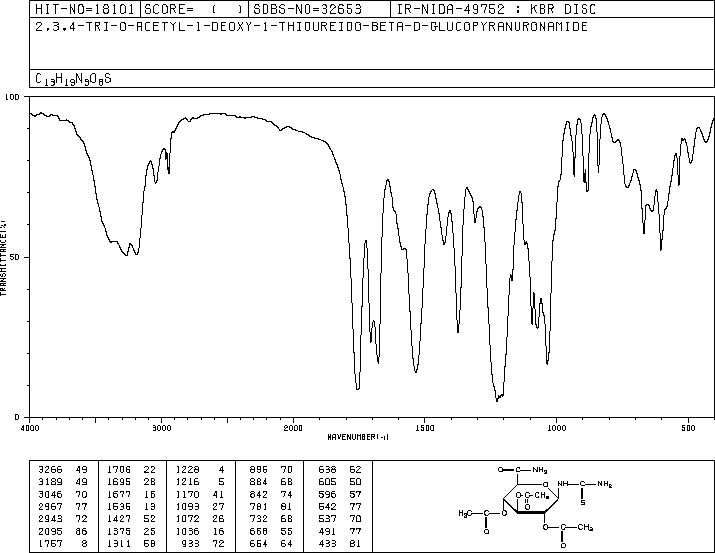 HIT-NO=18101 SCORE= ( ) SDBS-NO=32653 IR-NIDA-49752 : KBR DISC
2,3,4-TRI-O-ACETYL-1-DEOXY-1-THIOUREIDO-BETA-D-GLUCOPYRANURONAMIDE
C13H19N3O8S
100
50
0
TRANSMITTANCE(%)
4000 3000 2000 1500 1000 500
WAVENUMBER(-1)
3266 49 1706 22 1228 4 896 70 638 62
3189 49 1695 26 1216 5 884 68 605 50
3046 70 1677 16 1170 41 842 74 596 57
2967 77 1536 13 1093 27 781 81 542 77
2943 72 1427 52 1072 26 732 68 537 70
2095 86 1375 25 1036 16 668 55 491 77
1757 8 1311 60 933 72 654 64 433 81
O C NH2
O NH C NH2
S
O C CH3
O
H3C C O
O
O C CH3
O